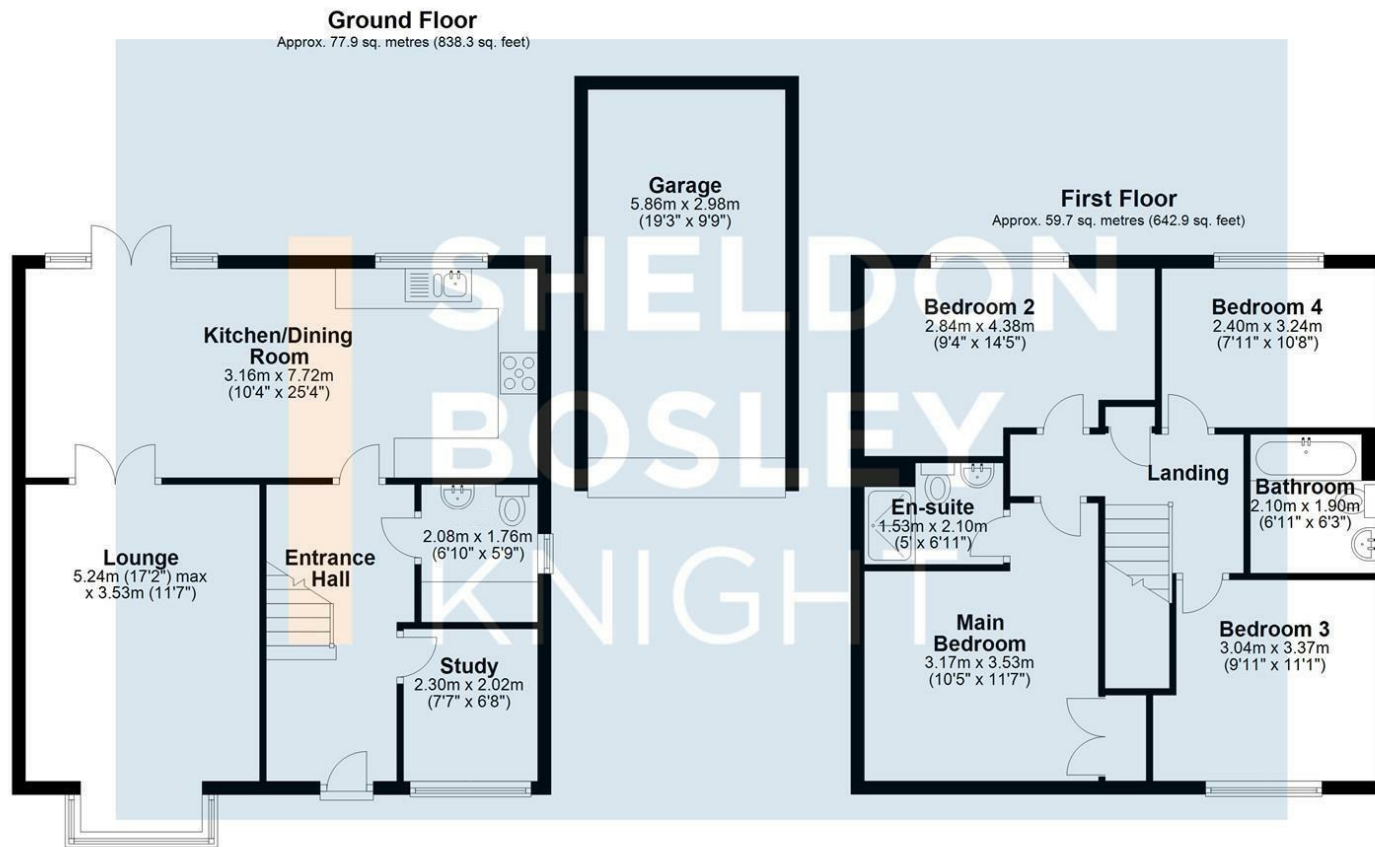 Ground Floor
Approx. 77.9 sq. metres (838.3 sq. feet)
Garage
5.86m x 2.98m
(19'3" x 9'9")
First Floor
Approx. 59.7 sq. metres (642.9 sq. feet)
Kitchen/Dining
Room
3.16m x 7.72m
(10'4" x 25'4")
Bedroom 2
2.84m x 4.38m
(9'4" x 14'5")
Bedroom 4
2.40m x 3.24m
(7'11" x 10'8")
Lounge
5.24m (17'2") max
x 3.53m (11'7")
Entrance
Hall
2.08m x 1.76m
(6'10" x 5'9")
Study
2.30m x 2.02m
(7'7" x 6'8")
En-suite
1.53m x 2.10m
(5' x 6'11")
Landing
Bathroom
2.10m x 1.90m
(6'11" x 6'3")
Main
Bedroom
3.17m x 3.53m
(10'5" x 11'7")
Bedroom 3
3.04m x 3.37m
(9'11" x 11'1")
SHELDON
BOSLEY
KNIGHT